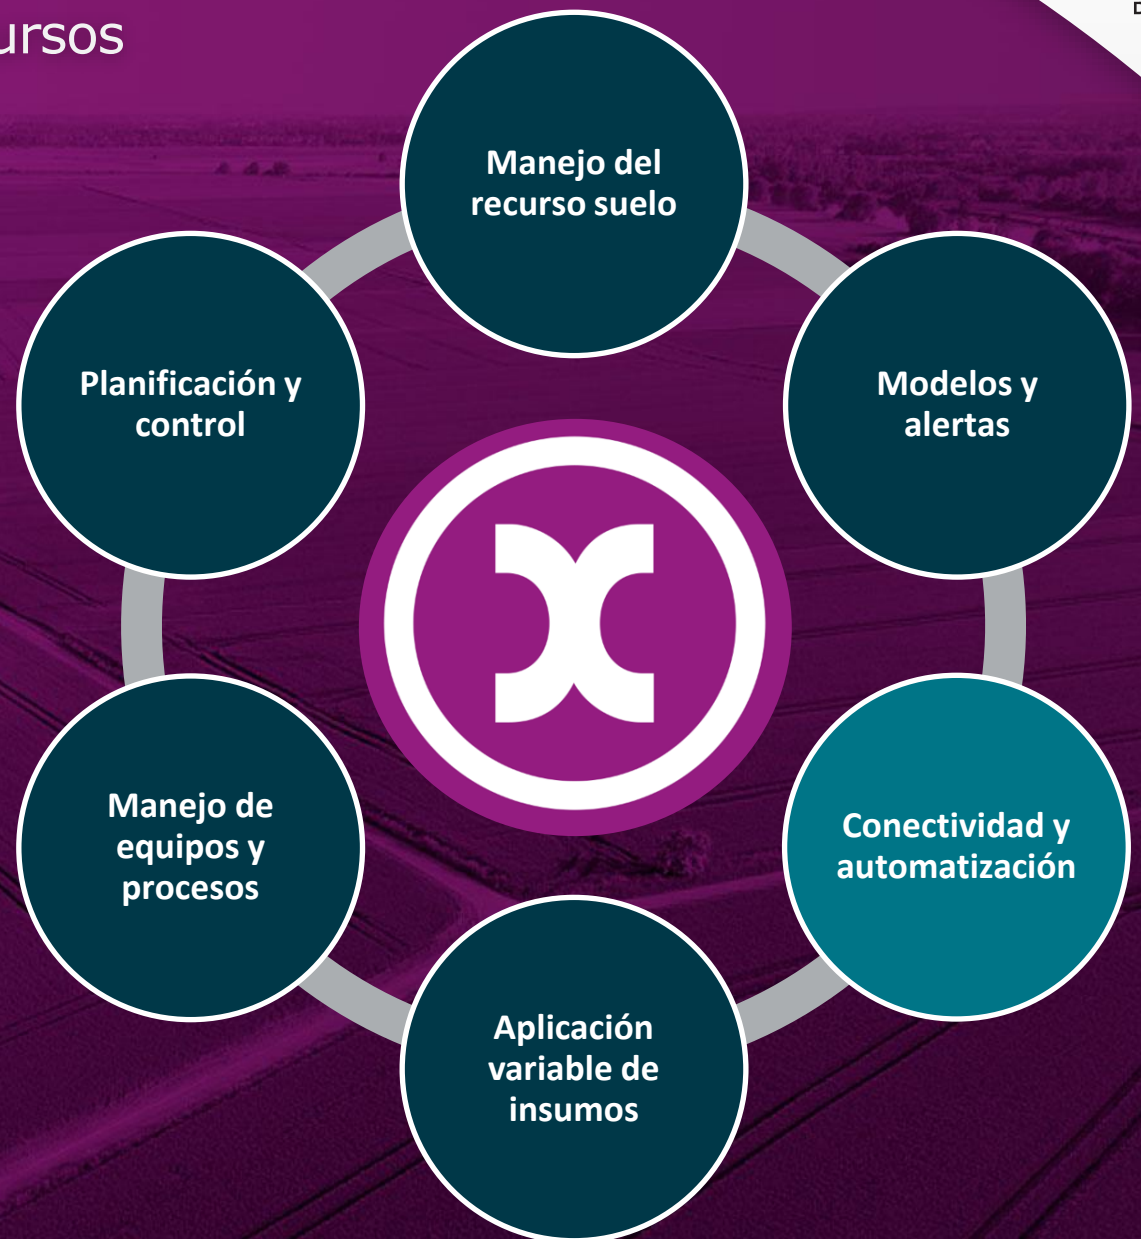 ursos
Manejo del
recurso suelo
Planificación y
control
Modelos y
alertas
Manejo de
equipos y
procesos
Conectividad y
automatización
Aplicación
variable de
insumos